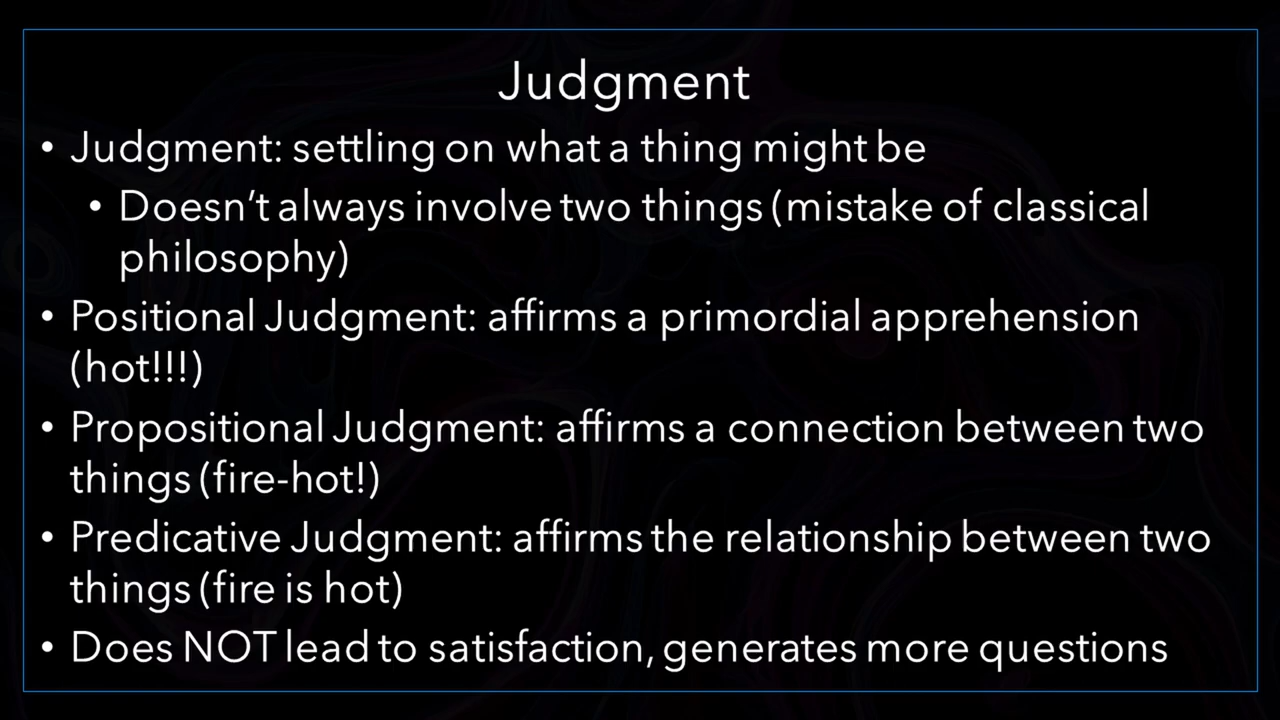 Judgment
• Judgment: settling on what a thing might be
• Doesn’t always involve two things (mistake of classical
philosophy)
• Positional Judgment: affirms a primordial apprehension
(hot!!!)
• Propositional Judgment: affirms a connection between two
things (fire-hot!)
• Predicative Judgment: affirms the relationship between two
things (fire is hot)
• Does NOT lead to satisfaction, generates more questions